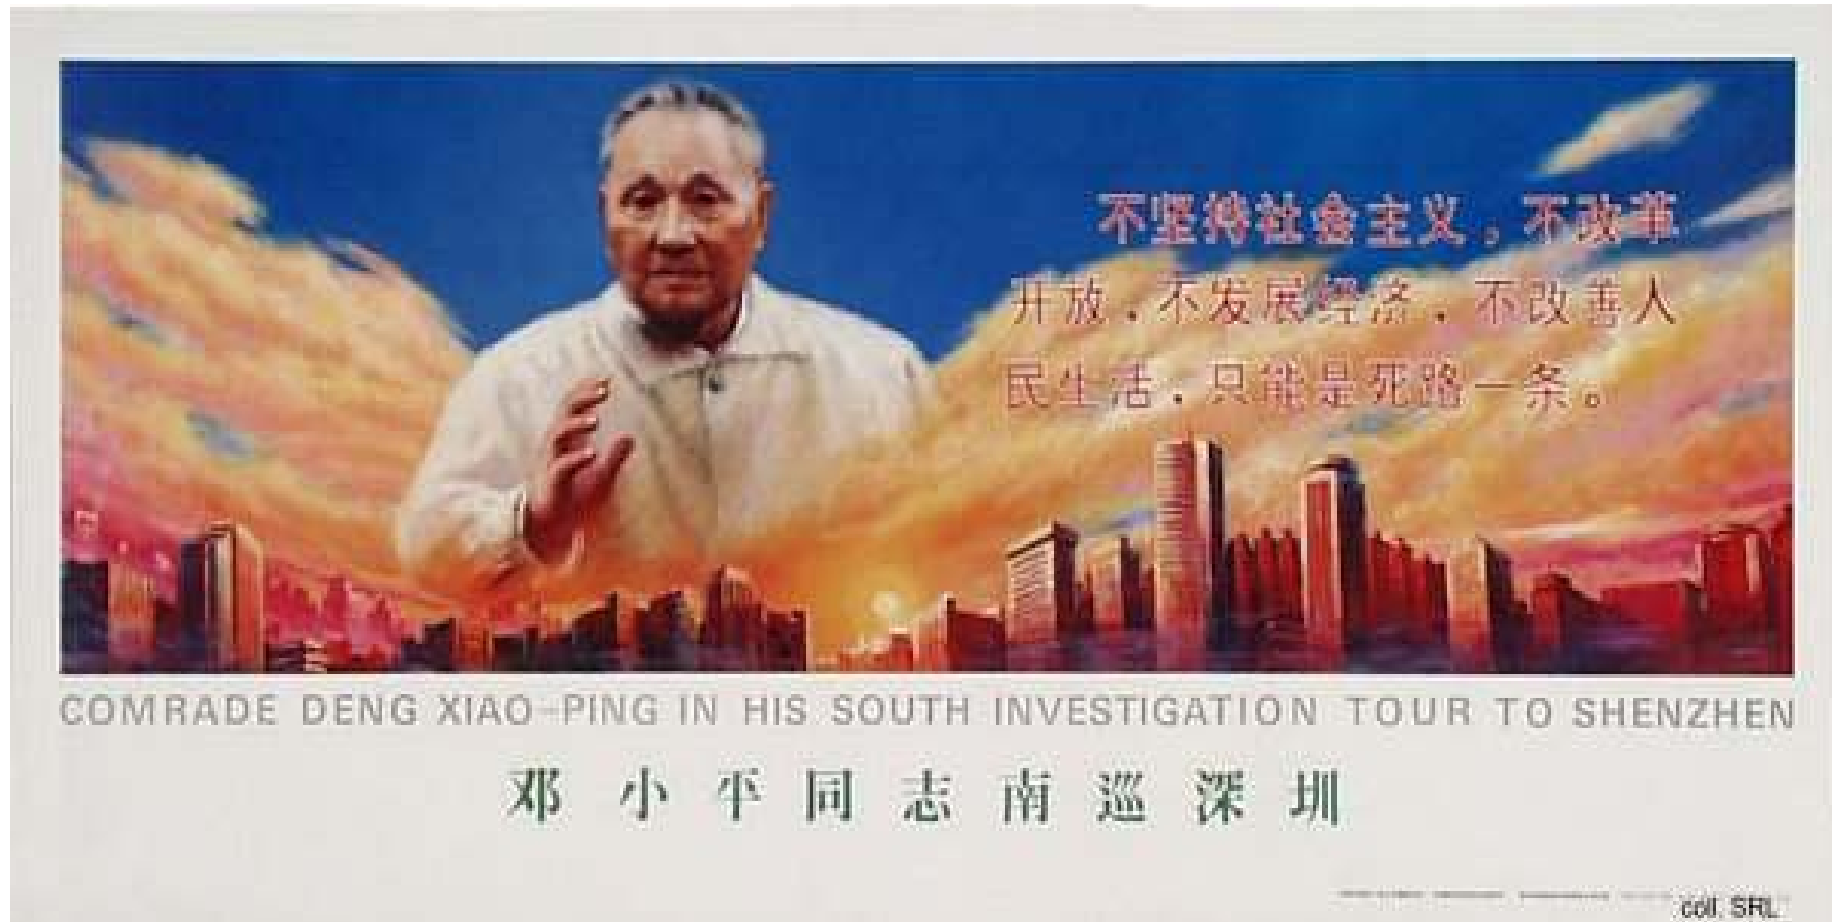 不坚持社会主义，不改革
开放，不发展经济，不改善人
民生活，只能是死路一条。
COMRADE DENG XIAO-PING IN HIS SOUTH INVESTIGATION TOUR TO SHENZHEN
邓小平同志南巡深圳
coll. SRL